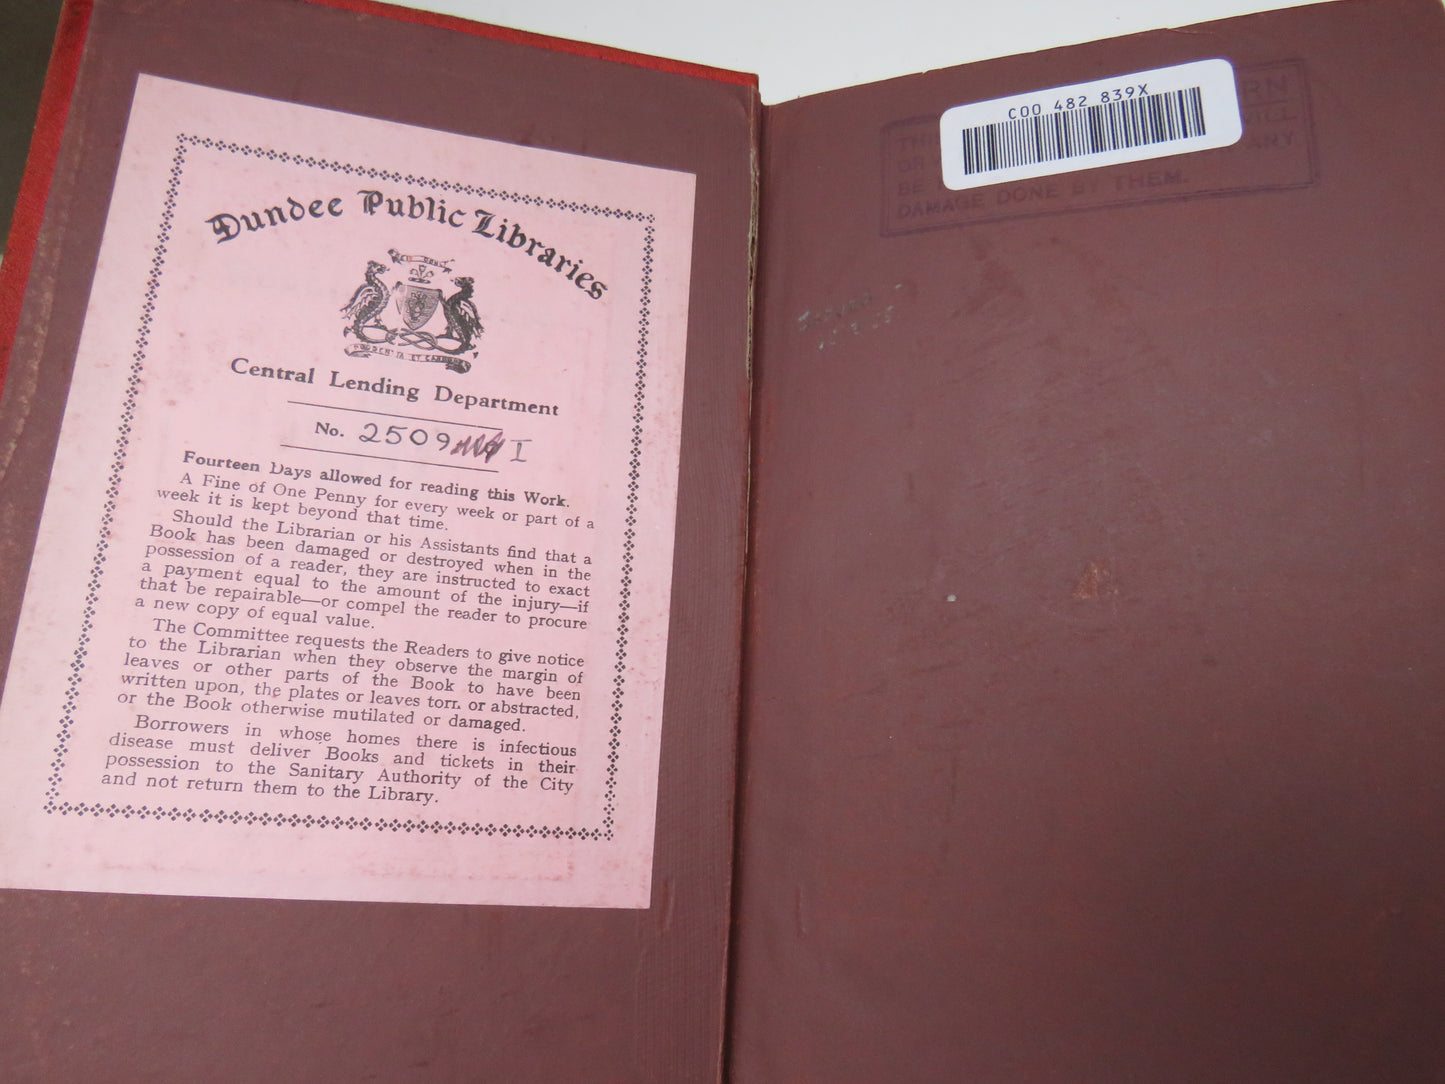 Dundee Public Libraries
Central Lending Department
No. 2509 I
Fourteen Days allowed for reading this Work.
A Fine of One Penny for every week or part of a
week it is kept beyond that time.
Should the Librarian or his Assistants find that a
Book has been damaged or destroyed when in the
possession of a reader, they are instructed to exact
a payment equal to the amount of the injury—if
that be repairable—or compel the reader to procure
a new copy of equal value.
The Committee requests the Readers to give notice
to the Librarian when they observe the margin of
leaves or other parts of the Book to have been
written upon, the plates or leaves torn or abstracted,
or the Book otherwise mutilated or damaged.
Borrowers in whose homes there is infectious
disease must deliver Books and tickets in their
possession to the Sanitary Authority of the City
and not return them to the Library.
C00 482 839X
WILL
OR
ANY
BE
DAMAGE DONE BY THEM.